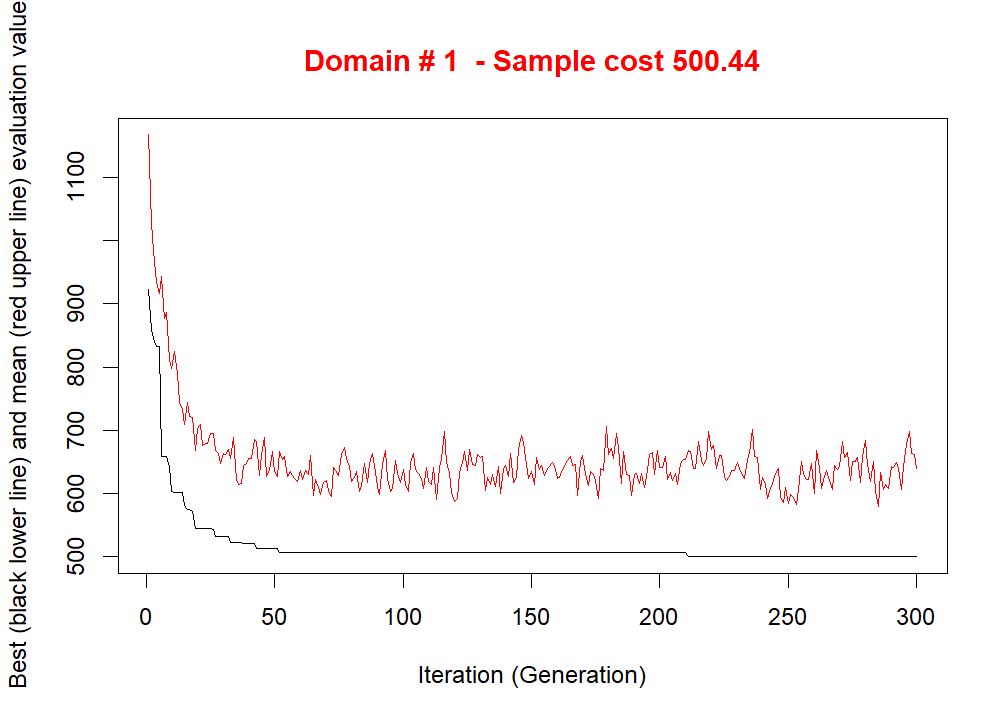 Domain # 1  - Sample cost 500.44
Best (black lower line) and mean (red upper line) evaluation value
1100
900
800
700
600
500
0 50 100 150 200 250 300
Iteration (Generation)